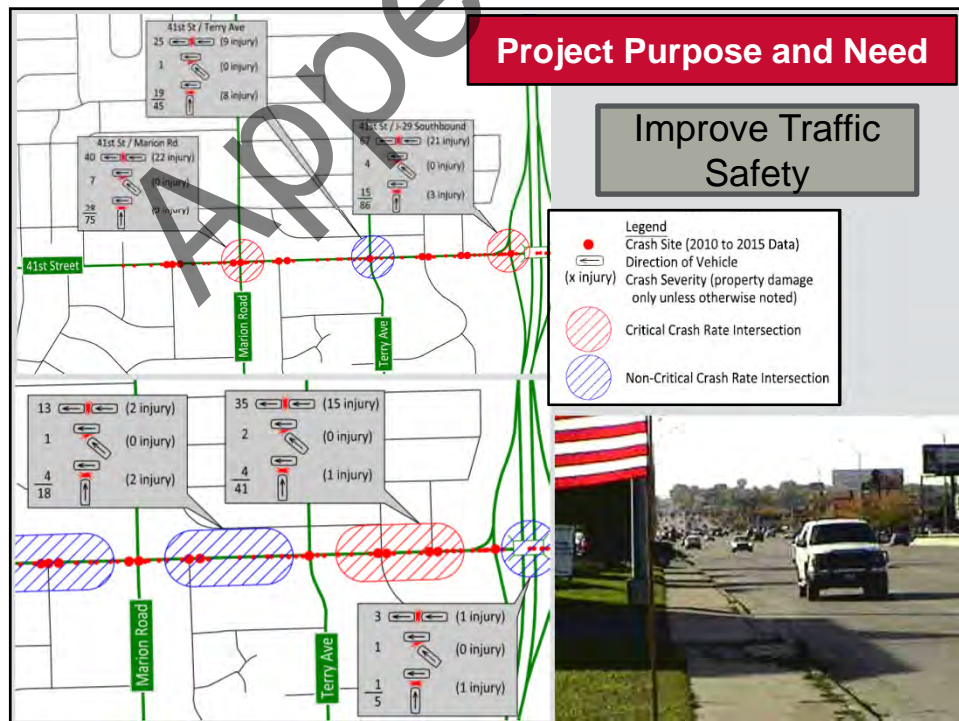 Project Purpose and Need
Improve Traffic
Safety
41st St / Terry Ave
25 (9 injury)
1 (0 injury)
19 (8 injury)
45
41st St / Marion Rd
40 (22 injury)
7 (0 injury)
28
75
41st St / I-29 Southbound
67 (21 injury)
4 (0 injury)
15 (3 injury)
86
41st Street
Marion Road
Terry Ave
Legend
Crash Site (2010 to 2015 Data)
Direction of Vehicle
(x injury) Crash Severity (property damage
only unless otherwise noted)
Critical Crash Rate Intersection
Non-Critical Crash Rate Intersection
13 (2 injury)
1 (0 injury)
4 (2 injury)
18
35 (15 injury)
2 (0 injury)
4 (1 injury)
41
3 (1 injury)
1 (0 injury)
1 (1 injury)
5
Marion Road
Terry Ave
Appe